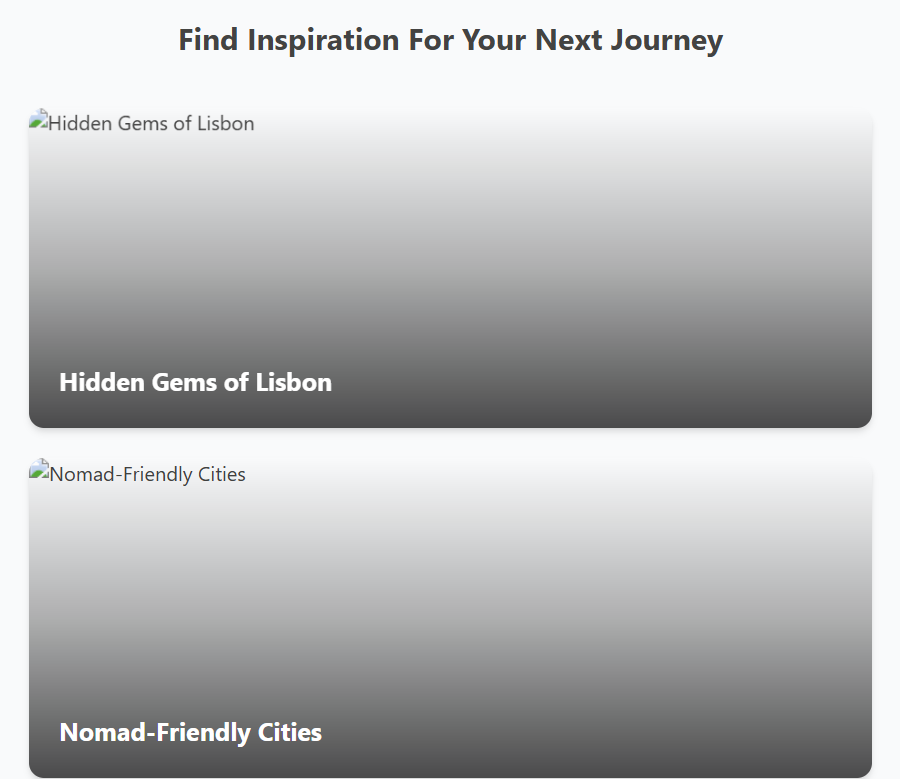 Find Inspiration For Your Next Journey
Hidden Gems of Lisbon
Hidden Gems of Lisbon
Nomad-Friendly Cities
Nomad-Friendly Cities